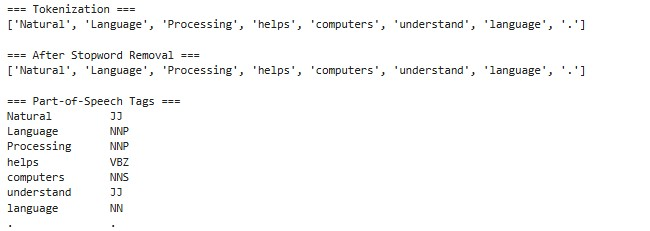 === Tokenization ===
['Natural', 'Language', 'Processing', 'helps', 'computers', 'understand', 'language', '.']
=== After Stopword Removal ===
['Natural', 'Language', 'Processing', 'helps', 'computers', 'understand', 'language', '.']
=== Part-of-Speech Tags ===
Natural JJ
Language NNP
Processing NNP
helps VBZ
computers NNS
understand JJ
language NN
. .